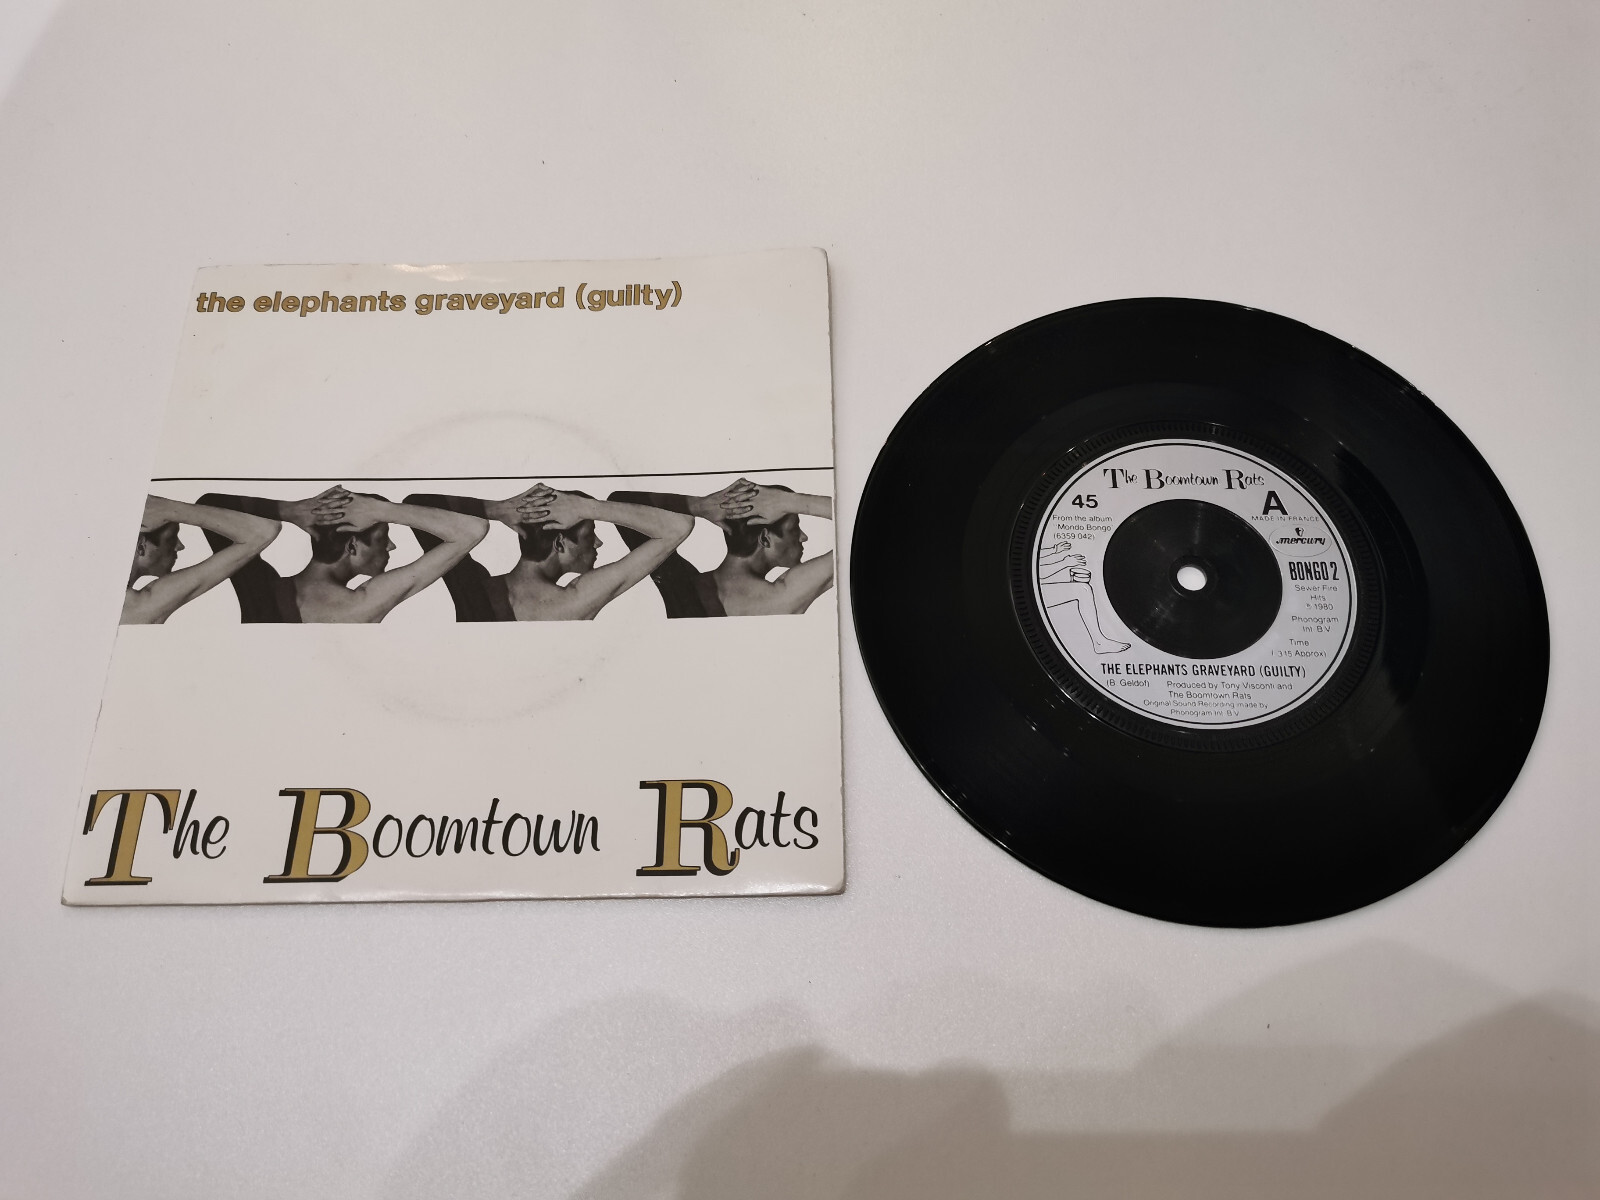 the elephants graveyard (guilty)
The Boomtown Rats
The Boomtown Rats
45
A
MADE IN FRANCE
From the album
"Mondo Bongo"
(6359 042)
mercury
BONGO 2
Sewer Fire
Hits
1980
Phonogram
Int. B.V.
Time
Approx)
THE ELEPHANTS GRAVEYARD (GUILTY)
(B. Geldof) Produced by Tony Visconti and
The Boomtown Rats
Original Sound Recording made by
Phonogram Int. B.V.